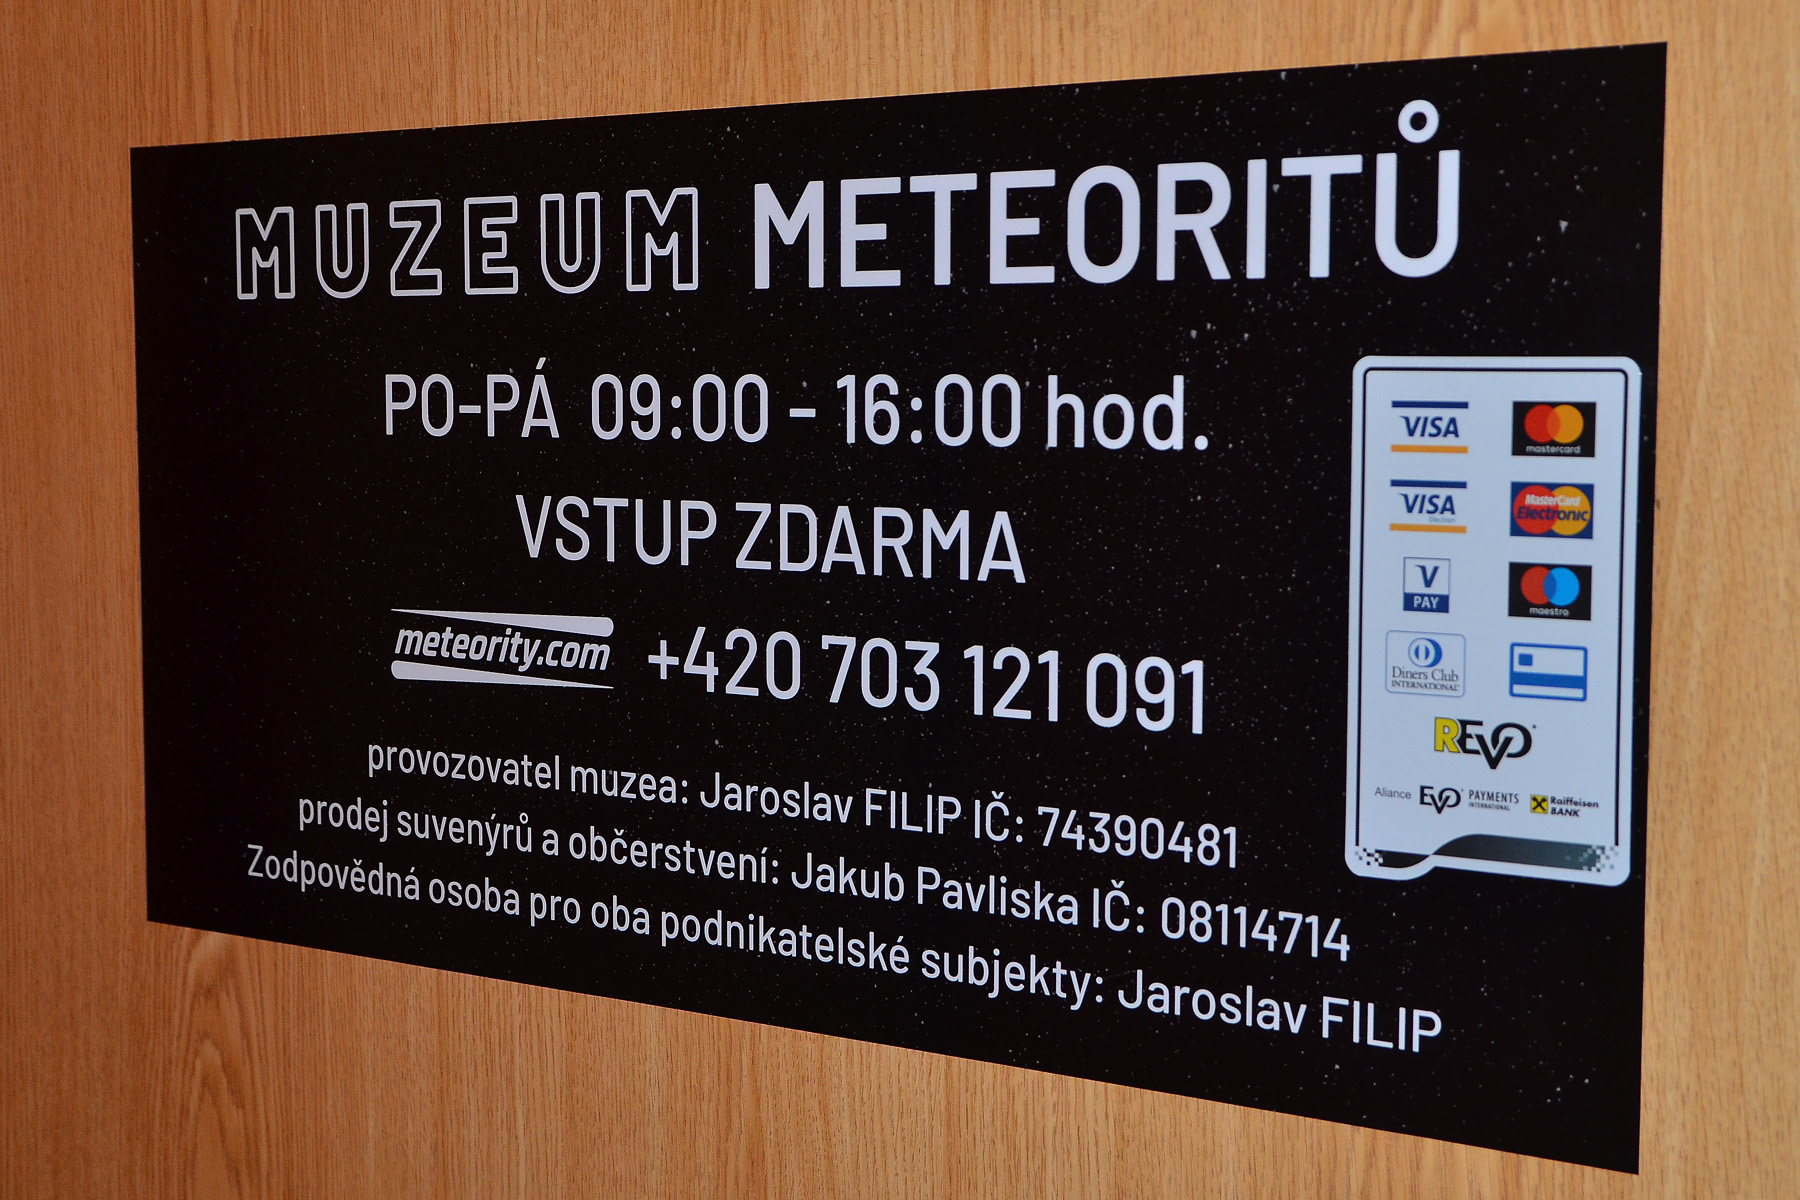 MUZEUM METEORITŮ
PO-PÁ 09:00 - 16:00 hod.
VSTUP ZDARMA
meteority.com +420 703 121 091
provozovatel muzea: Jaroslav FILIP IČ: 74390481
prodej suvenýrů a občerstvení: Jakub Pavliska IČ: 08114714
Zodpovědná osoba pro oba podnikatelské subjekty: Jaroslav FILIP
VISA mastercard
VISA Electron MasterCard Electronic
V PAY maestro
Diners Club INTERNATIONAL
REVO
Aliance EVO PAYMENTS INTERNATIONAL Raiffeisen BANK